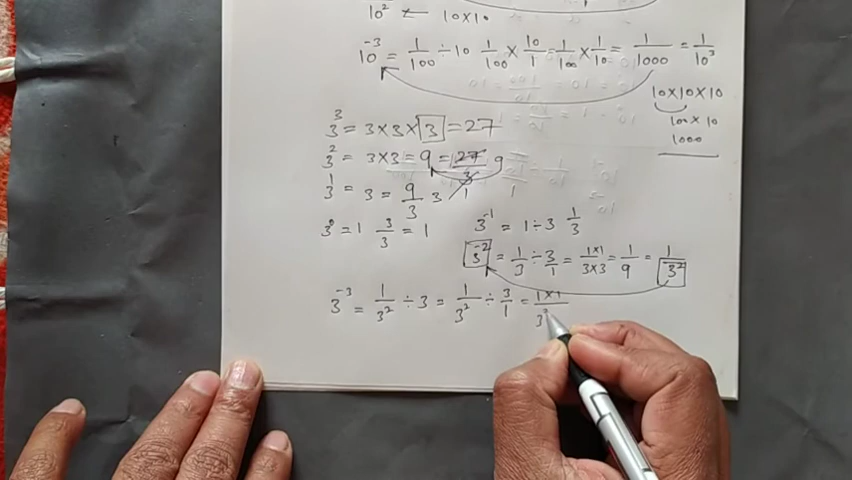 10² ← 10×10
10⁻³ = 1/100 ÷ 10 1/100 × 10/1 = 1/100 × 1/10 = 1/1000 = 1/10³
10×10×10
100×10
1000
3³ = 3×3×3 = 27
3² = 3×3 = 9 = 27/3 9
3¹ = 3 = 9/3 3 1
3⁰ = 1 3/3 = 1 3⁻¹ = 1÷3 1/3
3⁻² = 1/3 ÷ 3/1 = 1×1/3×3 = 1/9 = 1/3²
3⁻³ = 1/3² ÷ 3 = 1/3² ÷ 3/1 = 1×1/3²